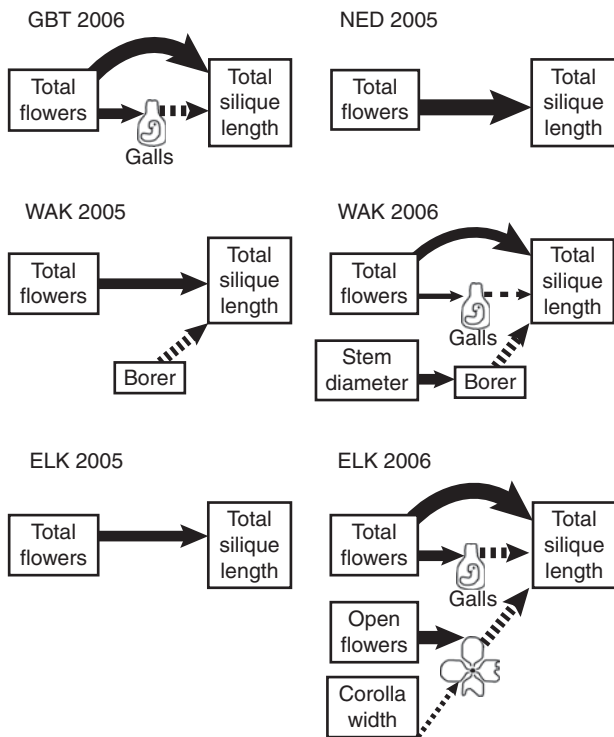 GBT 2006
Total
flowers
Galls
Total
silique
length
NED 2005
Total
flowers
Total
silique
length
WAK 2005
Total
flowers
Total
silique
length
Borer
WAK 2006
Total
flowers
Galls
Total
silique
length
Stem
diameter
Borer
ELK 2005
Total
flowers
Total
silique
length
ELK 2006
Total
flowers
Galls
Total
silique
length
Open
flowers
Corolla
width